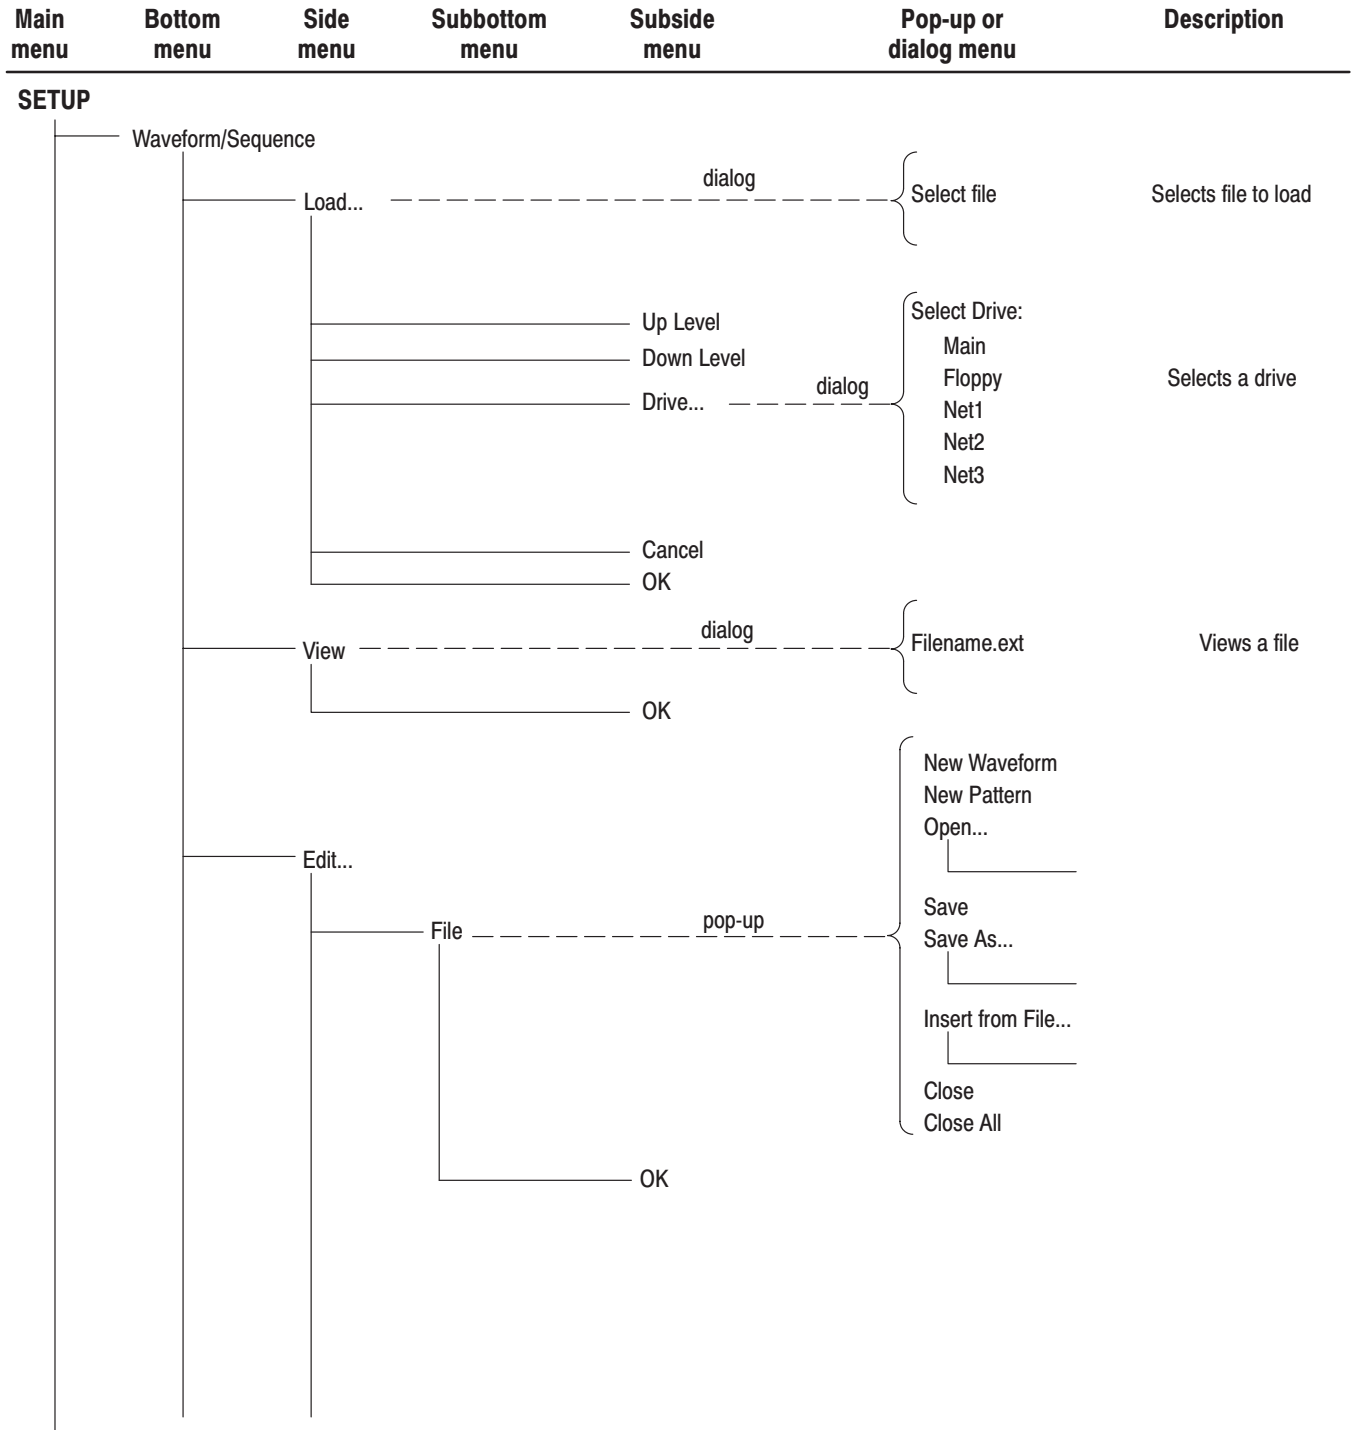 Main menu
Bottom menu
Side menu
Subbottom menu
Subside menu
Pop-up or dialog menu
Description
SETUP
Waveform/Sequence
Load...
dialog
Select file
Selects file to load
Up Level
Down Level
Drive...
dialog
Select Drive:
Main
Floppy
Net1
Net2
Net3
Selects a drive
Cancel
OK
View
dialog
Filename.ext
Views a file
OK
Edit...
File
pop-up
New Waveform
New Pattern
Open...
Save
Save As...
Insert from File...
Close
Close All
OK